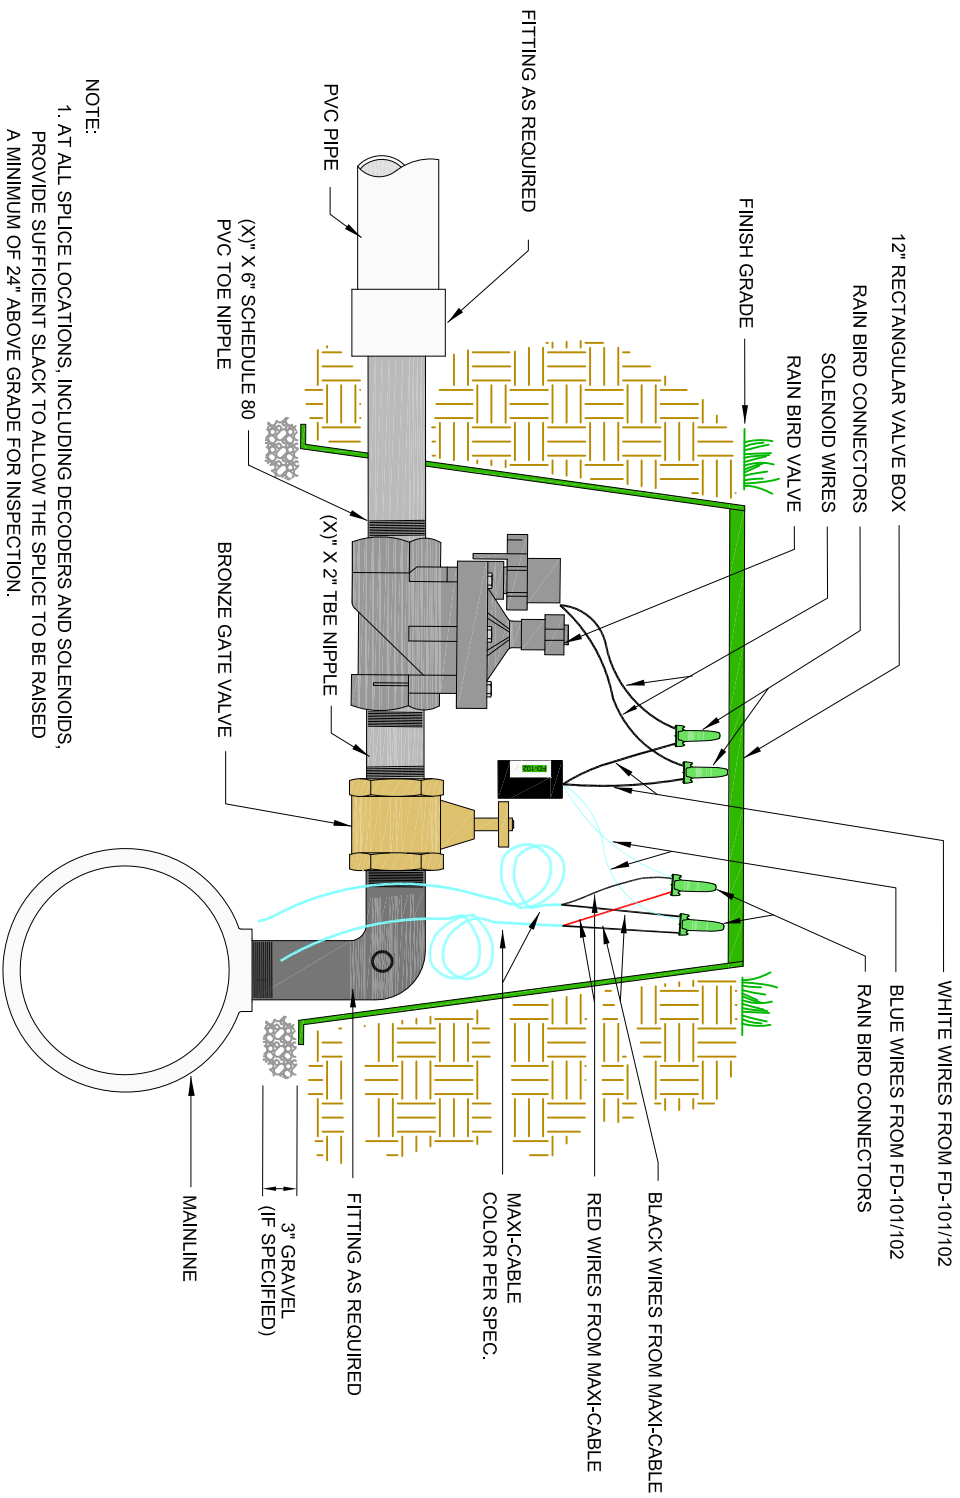 12" RECTANGULAR VALVE BOX
RAIN BIRD CONNECTORS
SOLENOID WIRES
RAIN BIRD VALVE
FINISH GRADE
FITTING AS REQUIRED
PVC PIPE
(X)" X 6" SCHEDULE 80
PVC TOE NIPPLE
(X)" X 2" TBE NIPPLE
BRONZE GATE VALVE
FD-102
WHITE WIRES FROM FD-101/102
BLUE WIRES FROM FD-101/102
RAIN BIRD CONNECTORS
BLACK WIRES FROM MAXI-CABLE
RED WIRES FROM MAXI-CABLE
MAXI-CABLE
COLOR PER SPEC.
FITTING AS REQUIRED
3" GRAVEL
(IF SPECIFIED)
MAINLINE
NOTE:
1. AT ALL SPLICE LOCATIONS, INCLUDING DECODERS AND SOLENOIDS,
PROVIDE SUFFICIENT SLACK TO ALLOW THE SPLICE TO BE RAISED
A MINIMUM OF 24" ABOVE GRADE FOR INSPECTION.